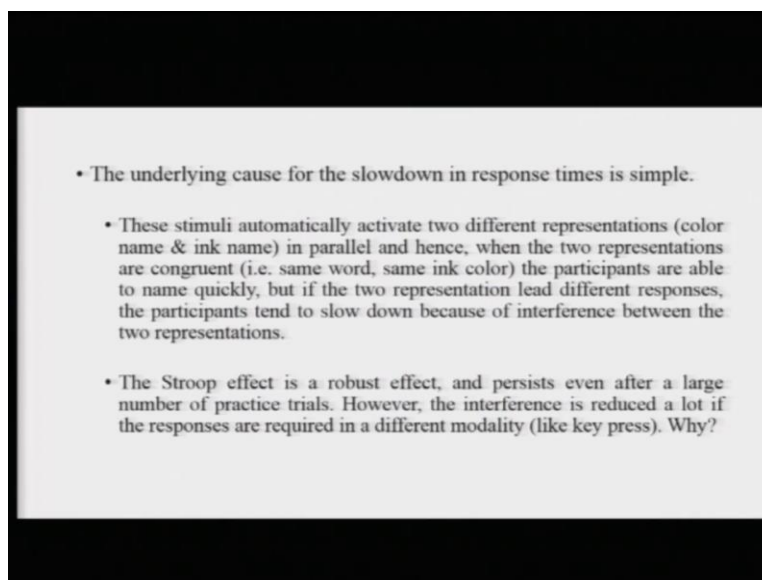 • The underlying cause for the slowdown in response times is simple.
• These stimuli automatically activate two different representations (color
name & ink name) in parallel and hence, when the two representations
are congruent (i.e. same word, same ink color) the participants are able
to name quickly, but if the two representation lead different responses,
the participants tend to slow down because of interference between the
two representations.
• The Stroop effect is a robust effect, and persists even after a large
number of practice trials. However, the interference is reduced a lot if
the responses are required in a different modality (like key press). Why?